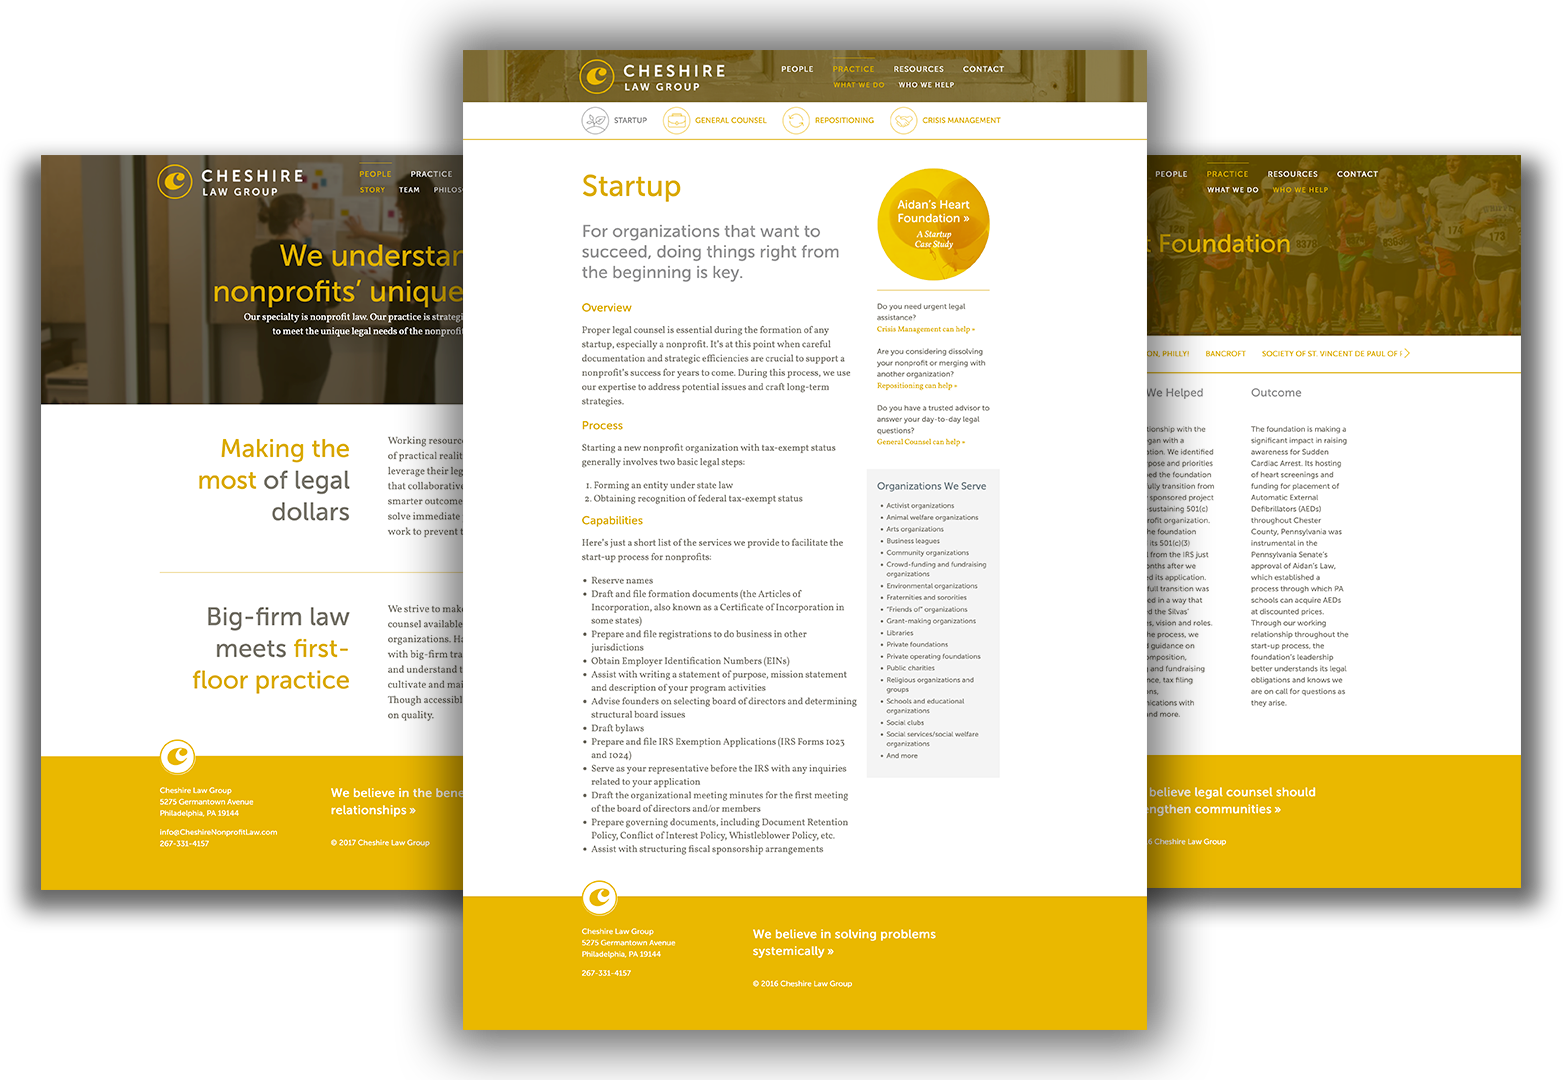 CHESHIRE
LAW GROUP
PEOPLE PRACTICE
STORY TEAM
We understan
nonprofits' unique
Our specialty is nonprofit law. Our practice is strategi
to meet the unique legal needs of the nonprofit
Making the
most of legal
dollars
Working resource
of practical realit
leverage their leg
that collaborative
smarter outcome
solve immediate
work to prevent t
Big-firm law
meets first-
floor practice
We strive to make
counsel available
organizations. Ha
with big-firm tra
and understand t
cultivate and mai
Though accessibl
on quality.
Cheshire Law Group
5275 Germantown Avenue
Philadelphia, PA 19144
info@CheshireNonprofitLaw.com
267-331-4157
We believe in the bene
relationships »
© 2017 Cheshire Law Group
CHESHIRE
LAW GROUP
PEOPLE PRACTICE RESOURCES CONTACT
WHAT WE DO WHO WE HELP
STARTUP GENERAL COUNSEL REPOSITIONING CRISIS MANAGEMENT
Startup
For organizations that want to
succeed, doing things right from
the beginning is key.
Overview
Proper legal counsel is essential during the formation of any
startup, especially a nonprofit. It's at this point when careful
documentation and strategic efficiencies are crucial to support a
nonprofit's success for years to come. During this process, we use
our expertise to address potential issues and craft long-term
strategies.
Process
Starting a new nonprofit organization with tax-exempt status
generally involves two basic legal steps:
1. Forming an entity under state law
2. Obtaining recognition of federal tax-exempt status
Capabilities
Here's just a short list of the services we provide to facilitate the
start-up process for nonprofits:
• Reserve names
• Draft and file formation documents (the Articles of
Incorporation, also known as a Certificate of Incorporation in
some states)
• Prepare and file registrations to do business in other
jurisdictions
• Obtain Employer Identification Numbers (EINs)
• Assist with writing a statement of purpose, mission statement
and description of your program activities
• Advise founders on selecting board of directors and determining
structural board issues
• Draft bylaws
• Prepare and file IRS Exemption Applications (IRS Forms 1023
and 1024)
• Serve as your representative before the IRS with any inquiries
related to your application
• Draft the organizational meeting minutes for the first meeting
of the board of directors and/or members
• Prepare governing documents, including Document Retention
Policy, Conflict of Interest Policy, Whistleblower Policy, etc.
• Assist with structuring fiscal sponsorship arrangements
Aidan's Heart
Foundation »
A Startup
Case Study
Do you need urgent legal
assistance?
Crisis Management can help »
Are you considering dissolving
your nonprofit or merging with
another organization?
Repositioning can help »
Do you have a trusted advisor to
answer your day-to-day legal
questions?
General Counsel can help »
Organizations We Serve
• Activist organizations
• Animal welfare organizations
• Arts organizations
• Business leagues
• Community organizations
• Crowd-funding and fundraising
organizations
• Environmental organizations
• Fraternities and sororities
• "Friends of" organizations
• Grant-making organizations
• Libraries
• Private foundations
• Private operating foundations
• Public charities
• Religious organizations and
groups
• Schools and educational
organizations
• Social clubs
• Social services/social welfare
organizations
• And more
Cheshire Law Group
5275 Germantown Avenue
Philadelphia, PA 19144
267-331-4157
We believe in solving problems
systemically »
© 2016 Cheshire Law Group
PEOPLE PRACTICE RESOURCES CONTACT
WHAT WE DO WHO WE HELP
Foundation
ON, PHILLY! BANCROFT SOCIETY OF ST. VINCENT DE PAUL OF
We Helped
tionship with the
gan with a
ation. We identified
pose and priorities
ped the foundation
fully transition from
sponsored project
sustaining 501(c)
rofit organization.
he foundation
its 501(c)(3)
from the IRS just
onths after we
ed its application.
full transition was
ed in a way that
d the Silvas'
s, vision and roles.
he process, we
d guidance on
mposition,
and fundraising
nce, tax filing
ns,
nications with
nd more.
Outcome
The foundation is making a
significant impact in raising
awareness for Sudden
Cardiac Arrest. Its hosting
of heart screenings and
funding for placement of
Automatic External
Defibrillators (AEDs)
throughout Chester
County, Pennsylvania was
instrumental in the
Pennsylvania Senate's
approval of Aidan's Law,
which established a
process through which PA
schools can acquire AEDs
at discounted prices.
Through our working
relationship throughout the
start-up process, the
foundation's leadership
better understands its legal
obligations and knows we
are on call for questions as
they arise.
believe legal counsel should
ngthen communities »
6 Cheshire Law Group